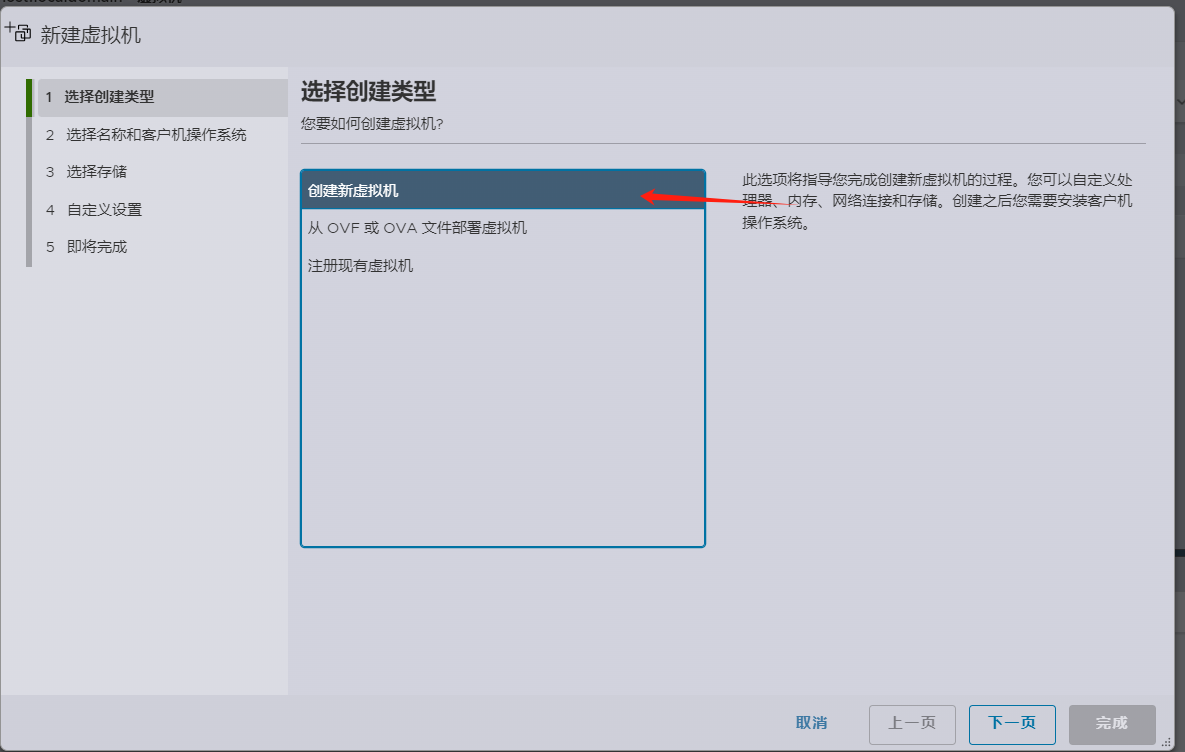 新建虚拟机
1 选择创建类型
2 选择名称和客户机操作系统
3 选择存储
4 自定义设置
5 即将完成
选择创建类型
您要如何创建虚拟机?
创建新虚拟机
从 OVF 或 OVA 文件部署虚拟机
注册现有虚拟机
此选项将指导您完成创建新虚拟机的过程。您可以自定义处
理器、内存、网络连接和存储。创建之后您需要安装客户机
操作系统。
取消
上一页
下一页
完成